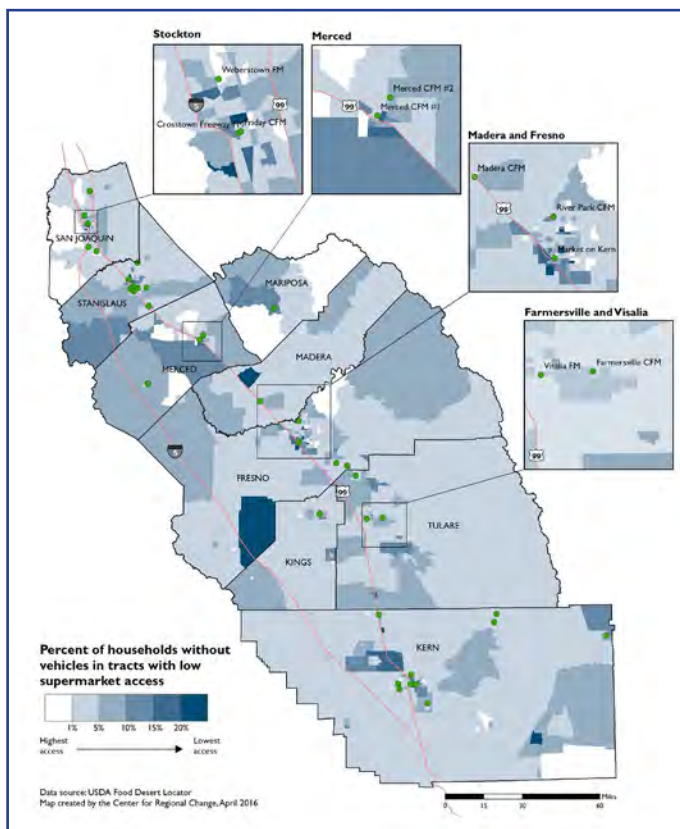 Stockton
Weberstown FM
5
99
Crosstown Freeway
Friday CFM
Merced
Merced CFM #2
99
Merced CFM #1
Madera and Fresno
Madera CFM
99
River Park CFM
Market on Kern
Farmersville and Visalia
Visalia FM
Farmersville CFM
99
SAN JOAQUIN
STANISLAUS
MARIPOSA
MERCED
MADERA
5
FRESNO
99
TULARE
KINGS
KERN
Percent of households without
vehicles in tracts with low
supermarket access
1% 5% 10% 15% 20%
Highest
access
Lowest
access
Data source: USDA Food Desert Locator
Map created by the Center for Regional Change, April 2016
Miles
0 15 30 60